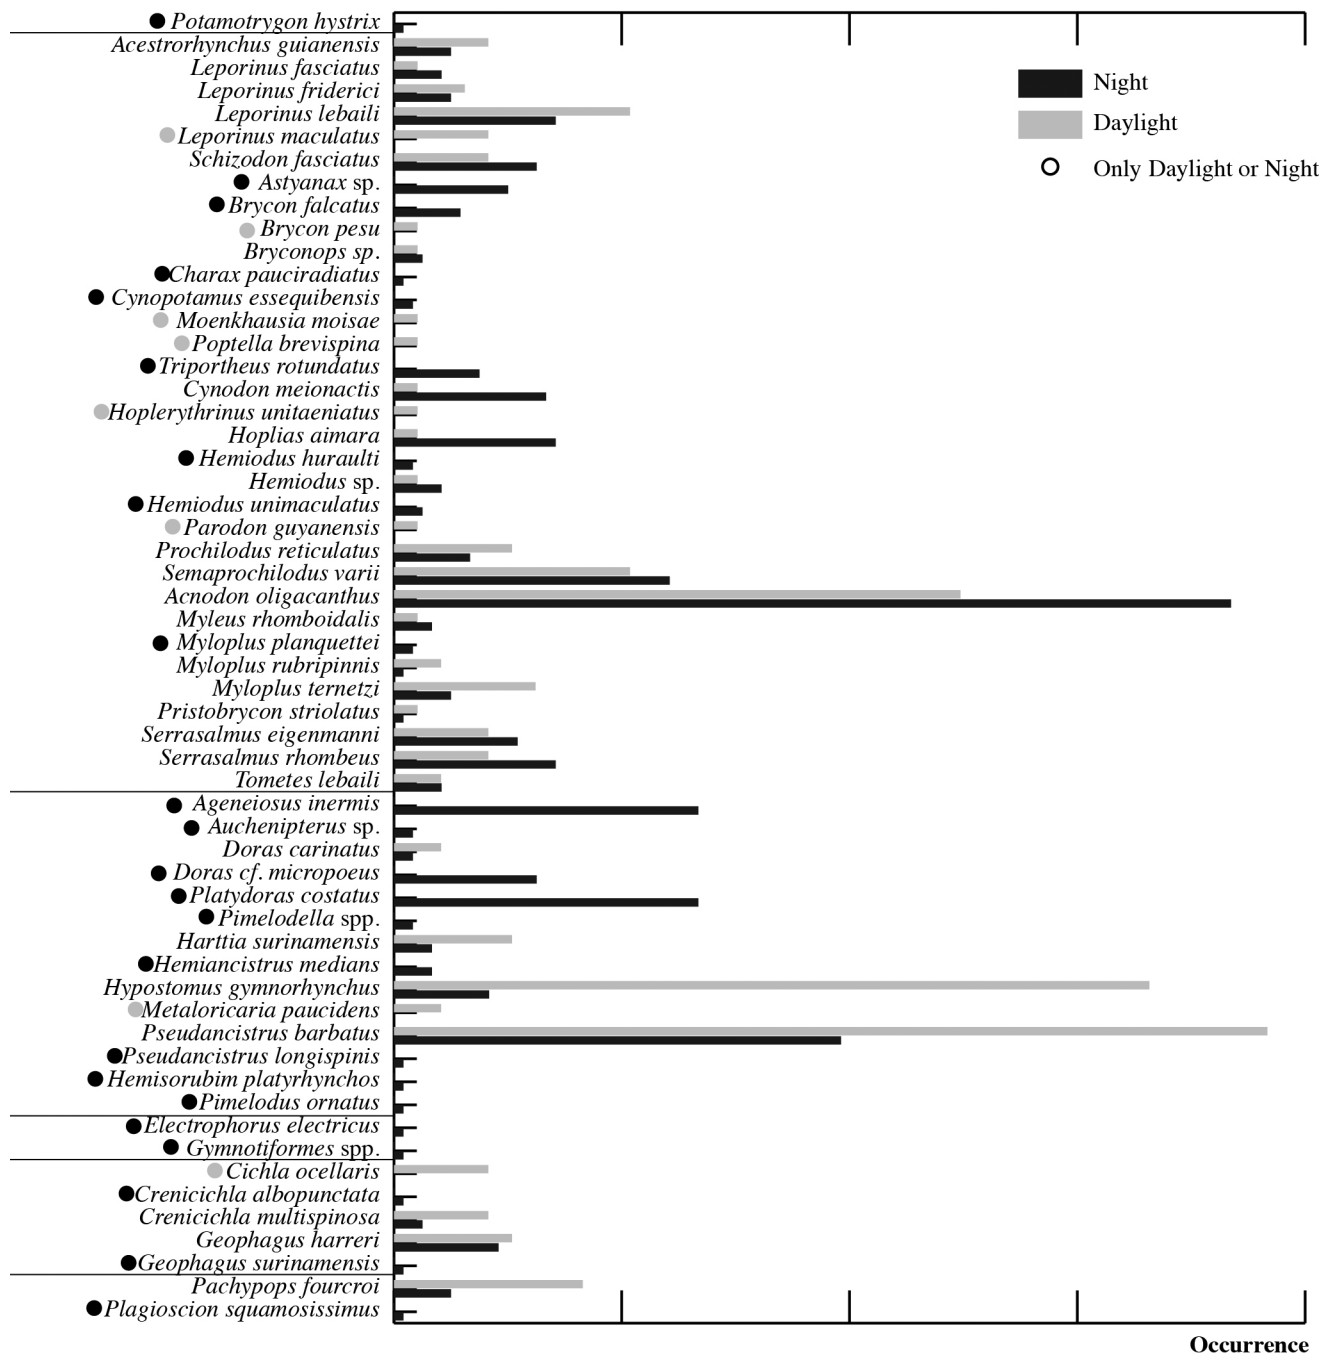 Potamotrygon hystrix
Acestrorhynchus guianensis
Leporinus fasciatus
Leporinus friderici
Leporinus lebaili
Leporinus maculatus
Schizodon fasciatus
Astyanax sp.
Brycon falcatus
Brycon pesu
Bryconops sp.
Charax pauciradiatus
Cynopotamus essequibensis
Moenkhausia moisae
Poptella brevispina
Triportheus rotundatus
Cynodon meionactis
Hoplerythrinus unitaeniatus
Hoplias aimara
Hemiodus huraulti
Hemiodus sp.
Hemiodus unimaculatus
Parodon guyanensis
Prochilodus reticulatus
Semaprochilodus varii
Acnodon oligacanthus
Myleus rhomboidalis
Myloplus planquettei
Myloplus rubripinnis
Myloplus ternetzi
Pristobrycon striolatus
Serrasalmus eigenmanni
Serrasalmus rhombeus
Tometes lebaili
Ageneiosus inermis
Auchenipterus sp.
Doras carinatus
Doras cf. micropoeus
Platydoras costatus
Pimelodella spp.
Harttia surinamensis
Hemiancistrus medians
Hypostomus gymnorhynchus
Metaloricaria paucidens
Pseudancistrus barbatus
Pseudancistrus longispinis
Hemisorubim platyrhynchos
Pimelodus ornatus
Electrophorus electricus
Gymnotiformes spp.
Cichla ocellaris
Crenicichla albopunctata
Crenicichla multispinosa
Geophagus harreri
Geophagus surinamensis
Pachypops fourcroi
Plagioscion squamosissimus
Night
Daylight
Only Daylight or Night
Occurrence